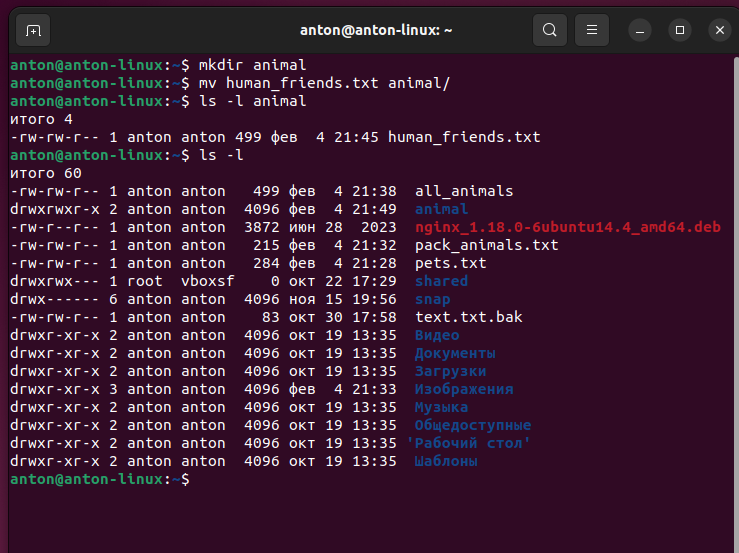 anton@anton-linux: ~
anton@anton-linux:~$ mkdir animal
anton@anton-linux:~$ mv human_friends.txt animal/
anton@anton-linux:~$ ls -l animal
итого 4
-rw-rw-r-- 1 anton anton 499 фев  4 21:45 human_friends.txt
anton@anton-linux:~$ ls -l
итого 60
-rw-rw-r-- 1 anton anton   499 фев  4 21:38  all_animals
drwxrwxr-x 2 anton anton  4096 фев  4 21:49  animal
-rw-r--r-- 1 anton anton  3872 июн 28  2023  nginx_1.18.0-6ubuntu14.4_amd64.deb
-rw-rw-r-- 1 anton anton   215 фев  4 21:32  pack_animals.txt
-rw-rw-r-- 1 anton anton   284 фев  4 21:28  pets.txt
drwxrwx--- 1 root  vboxsf    0 окт 22 17:29  shared
drwx------ 6 anton anton  4096 ноя 15 19:56  snap
-rw-rw-r-- 1 anton anton    83 окт 30 17:58  text.txt.bak
drwxr-xr-x 2 anton anton  4096 окт 19 13:35  Видео
drwxr-xr-x 2 anton anton  4096 окт 19 13:35  Документы
drwxr-xr-x 2 anton anton  4096 окт 19 13:35  Загрузки
drwxr-xr-x 3 anton anton  4096 фев  4 21:33  Изображения
drwxr-xr-x 2 anton anton  4096 окт 19 13:35  Музыка
drwxr-xr-x 2 anton anton  4096 окт 19 13:35  Общедоступные
drwxr-xr-x 2 anton anton  4096 окт 19 13:35 'Рабочий стол'
drwxr-xr-x 2 anton anton  4096 окт 19 13:35  Шаблоны
anton@anton-linux:~$